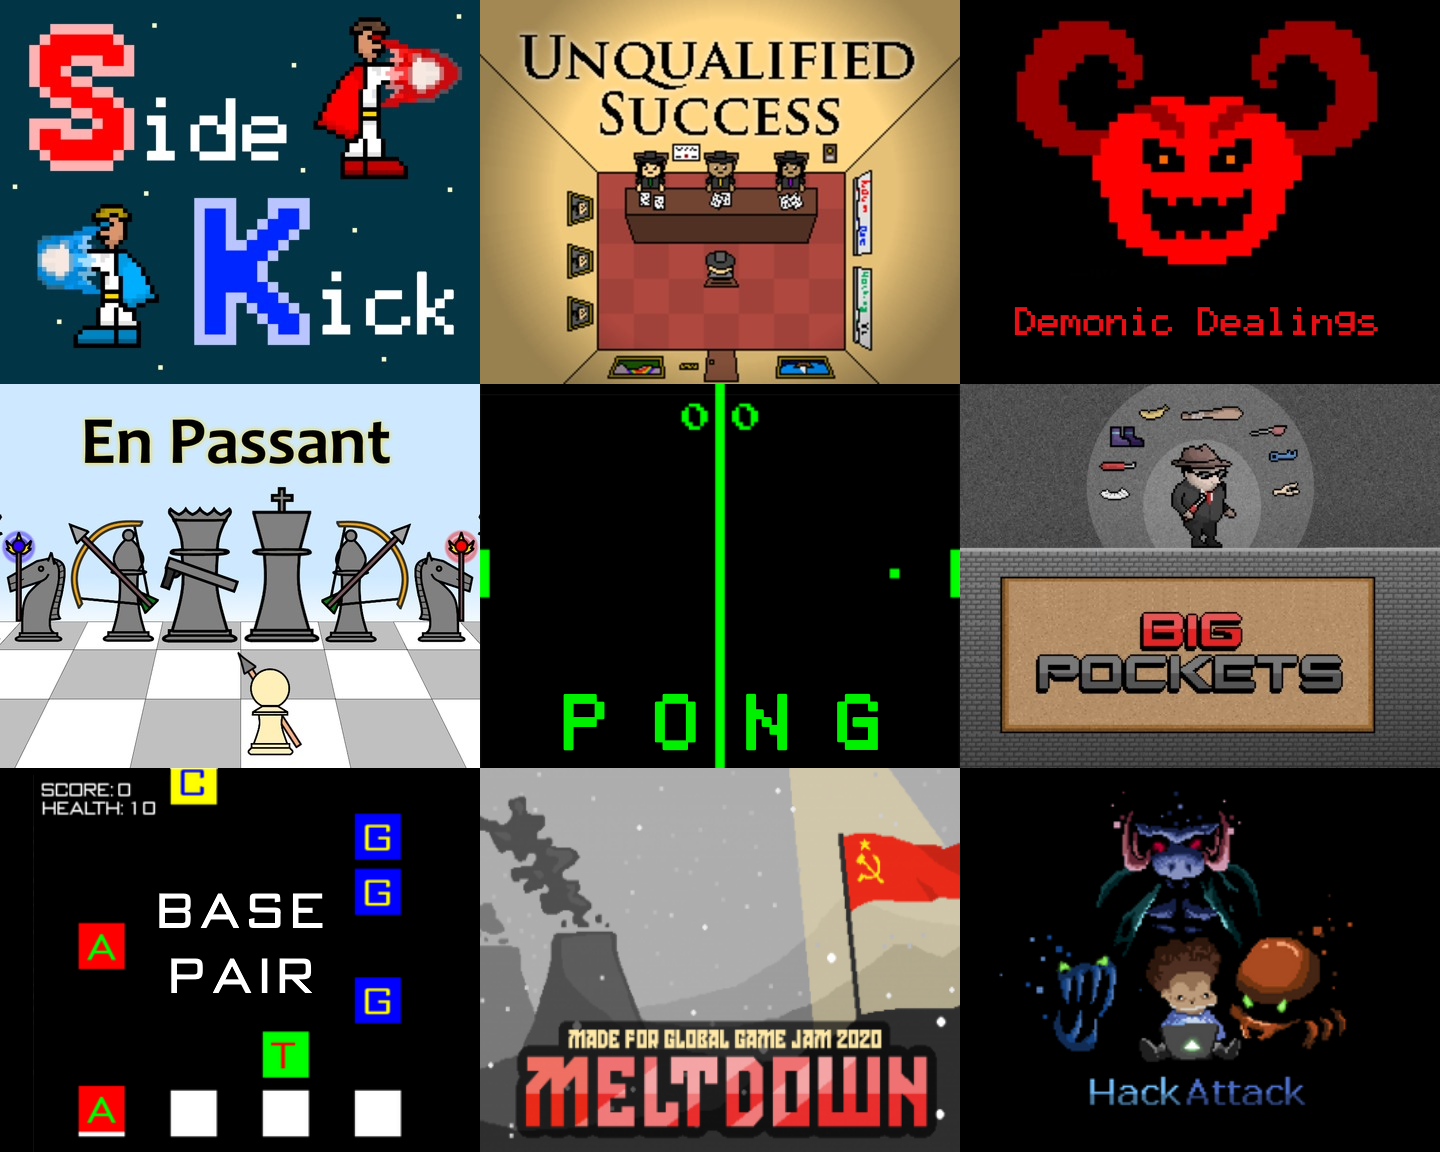 Side
Kick
UNQUALIFIED
SUCCESS
Demonic Dealings
En Passant
0 0
PONG
BIG
POCKETS
SCORE: 0
HEALTH: 10
C
G
G
A
BASE
PAIR
G
T
A
MADE FOR GLOBAL GAME JAM 2020
MELTDOWN
HackAttack